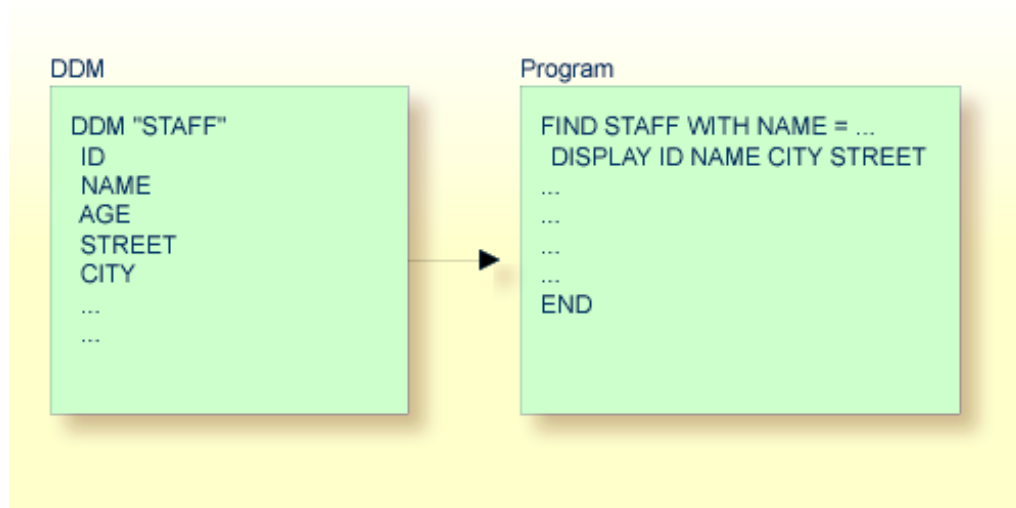 DDM
DDM "STAFF"
ID
NAME
AGE
STREET
CITY
...
...
Program
FIND STAFF WITH NAME = ...
DISPLAY ID NAME CITY STREET
...
...
...
...
END